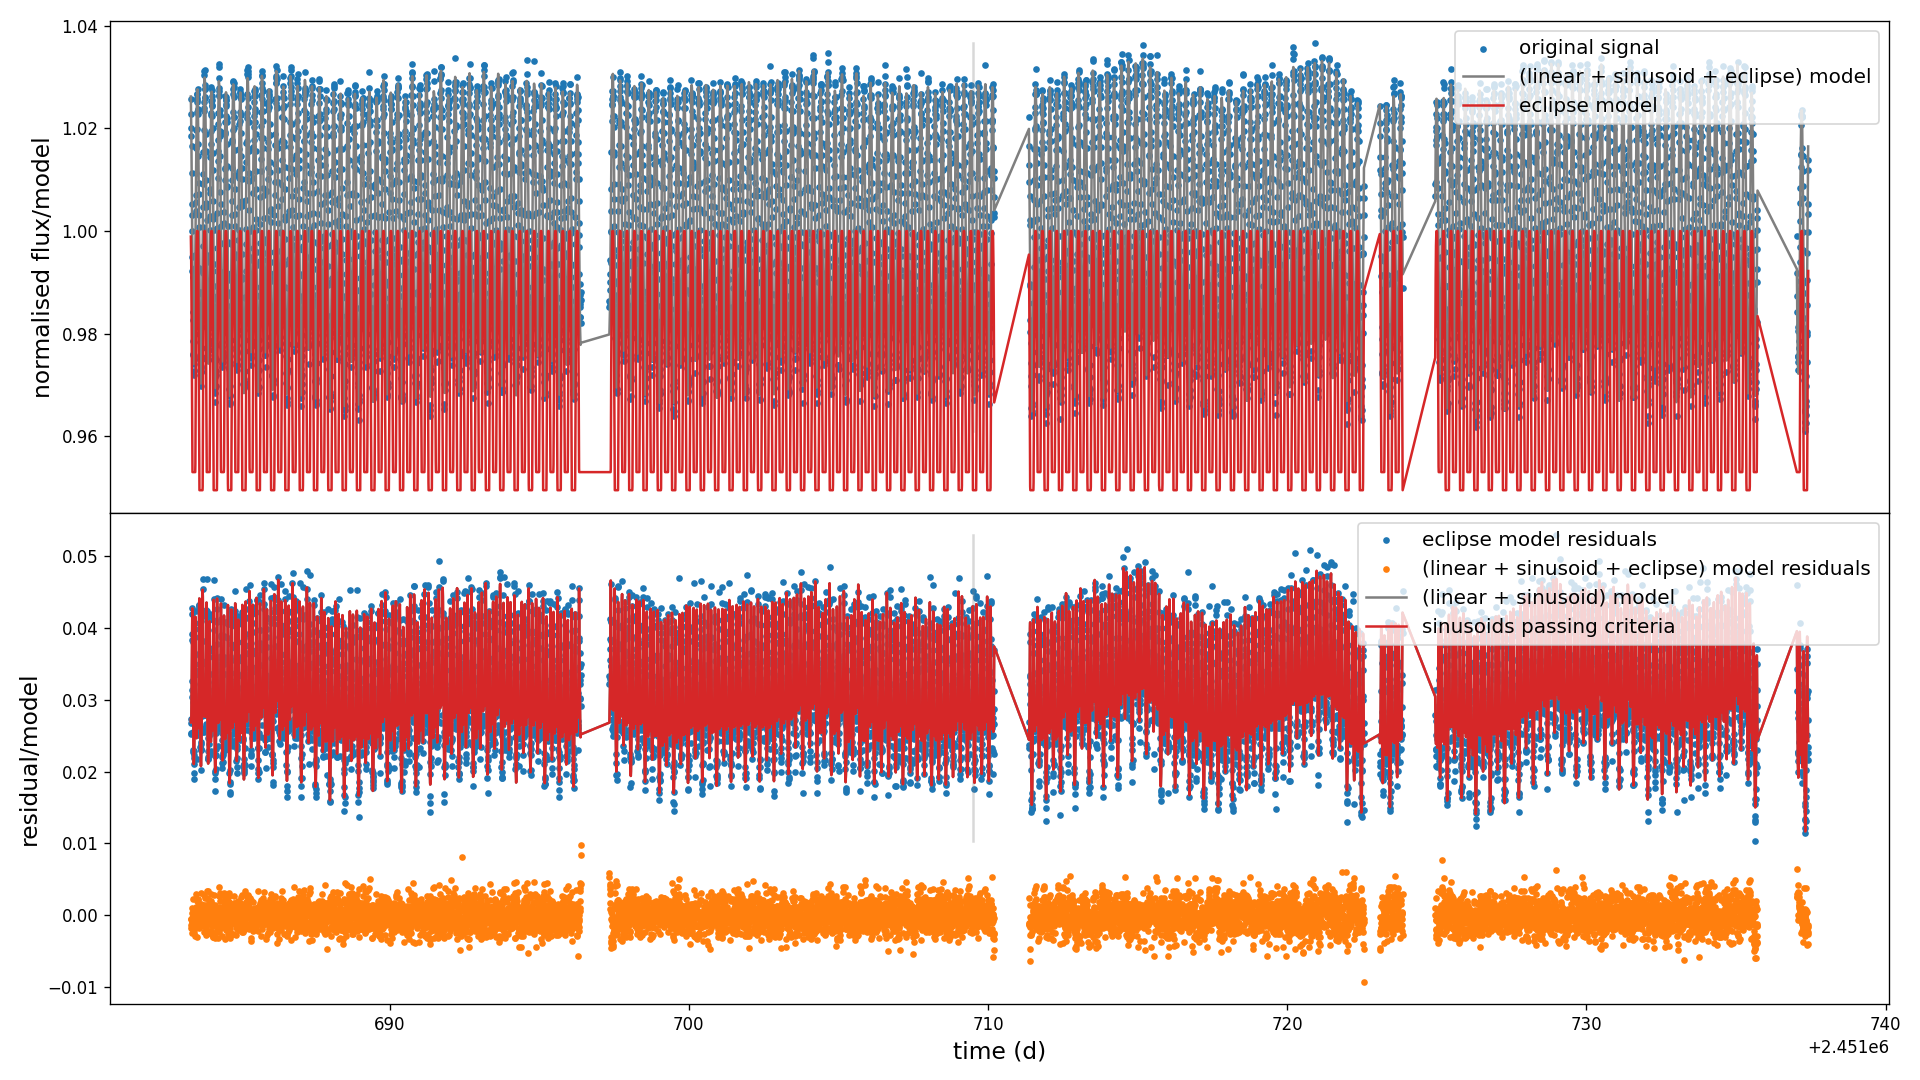 1.04
1.02
1.00
0.98
0.96
normalised flux/model
original signal
(linear + sinusoid + eclipse) model
eclipse model
0.05
0.04
0.03
0.02
0.01
0.00
−0.01
residual/model
eclipse model residuals
(linear + sinusoid + eclipse) model residuals
(linear + sinusoid) model
sinusoids passing criteria
690
700
710
720
730
740
time (d)
+2.451e6